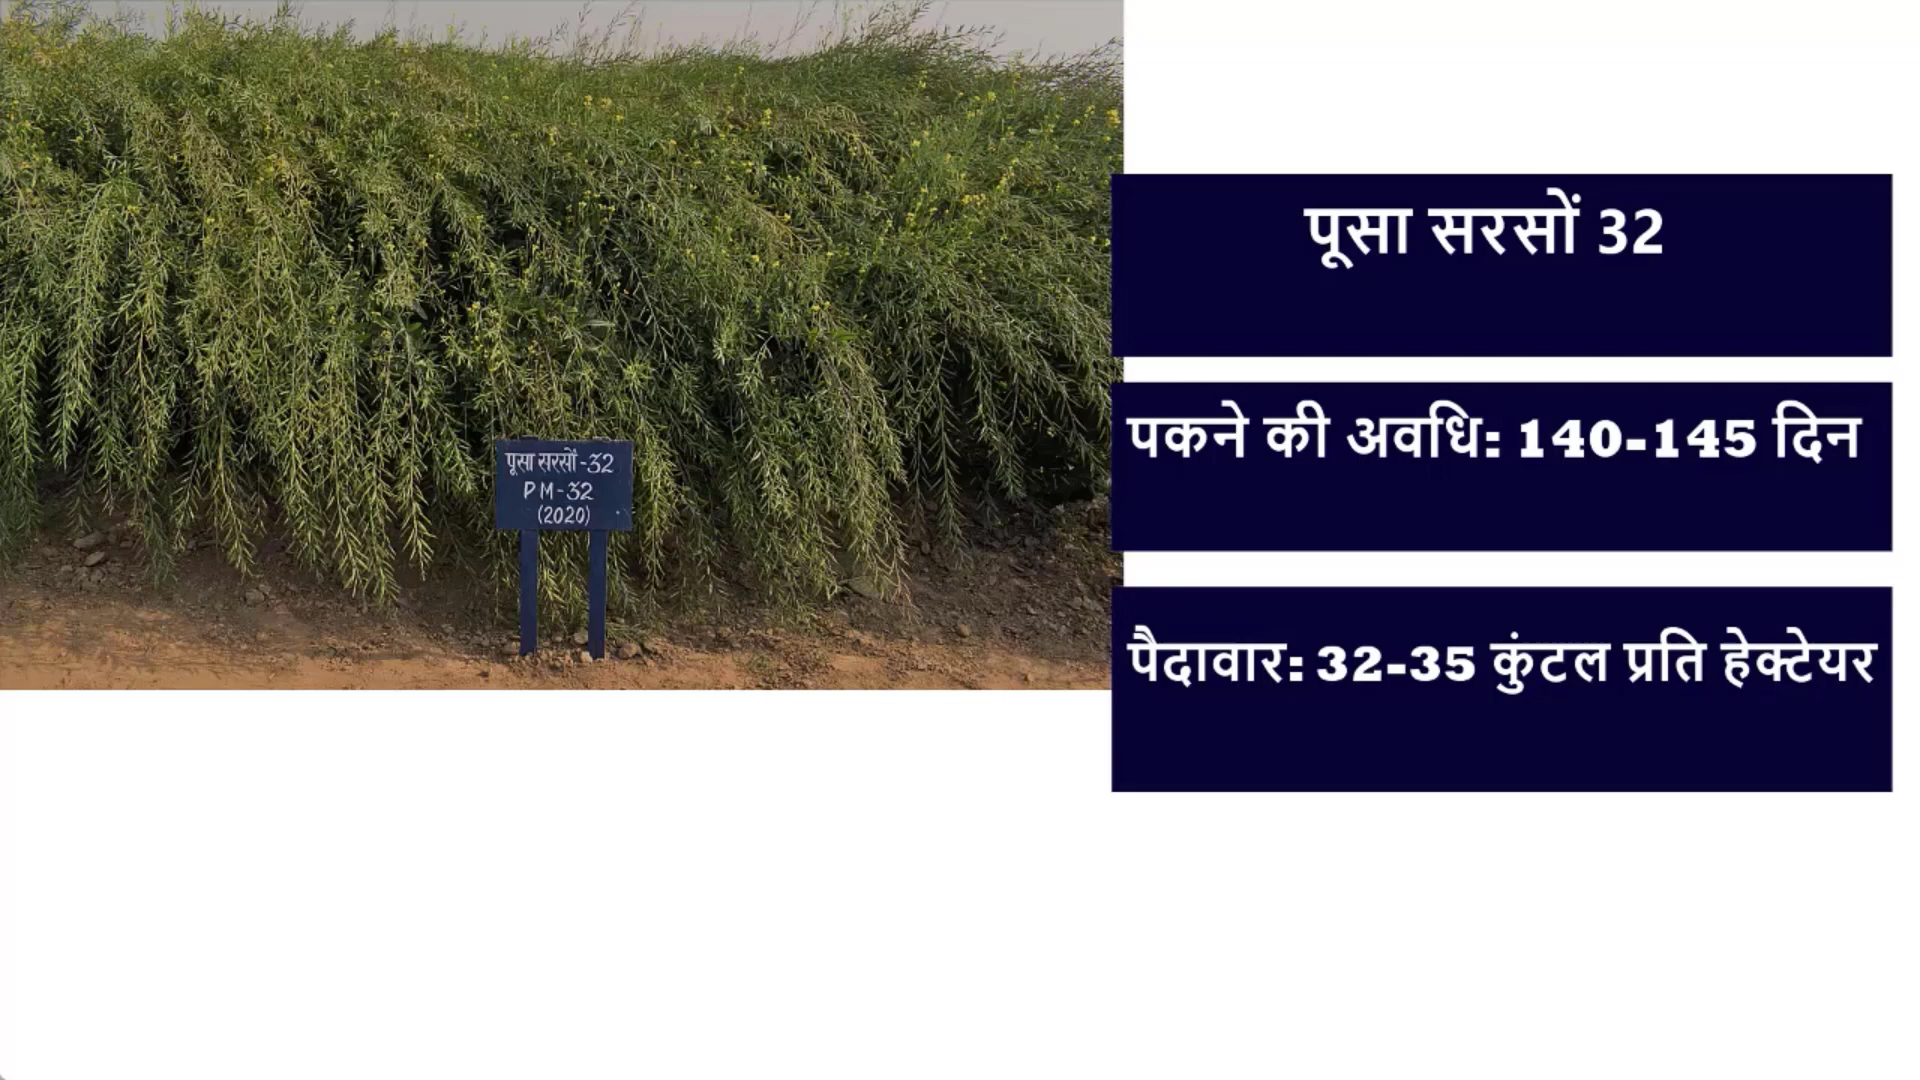 पूसा सरसों 32
पकने की अवधि: 140-145 दिन
पैदावार: 32-35 कुंटल प्रति हेक्टेयर
पूसा सरसों-32
PM-32
(2020)